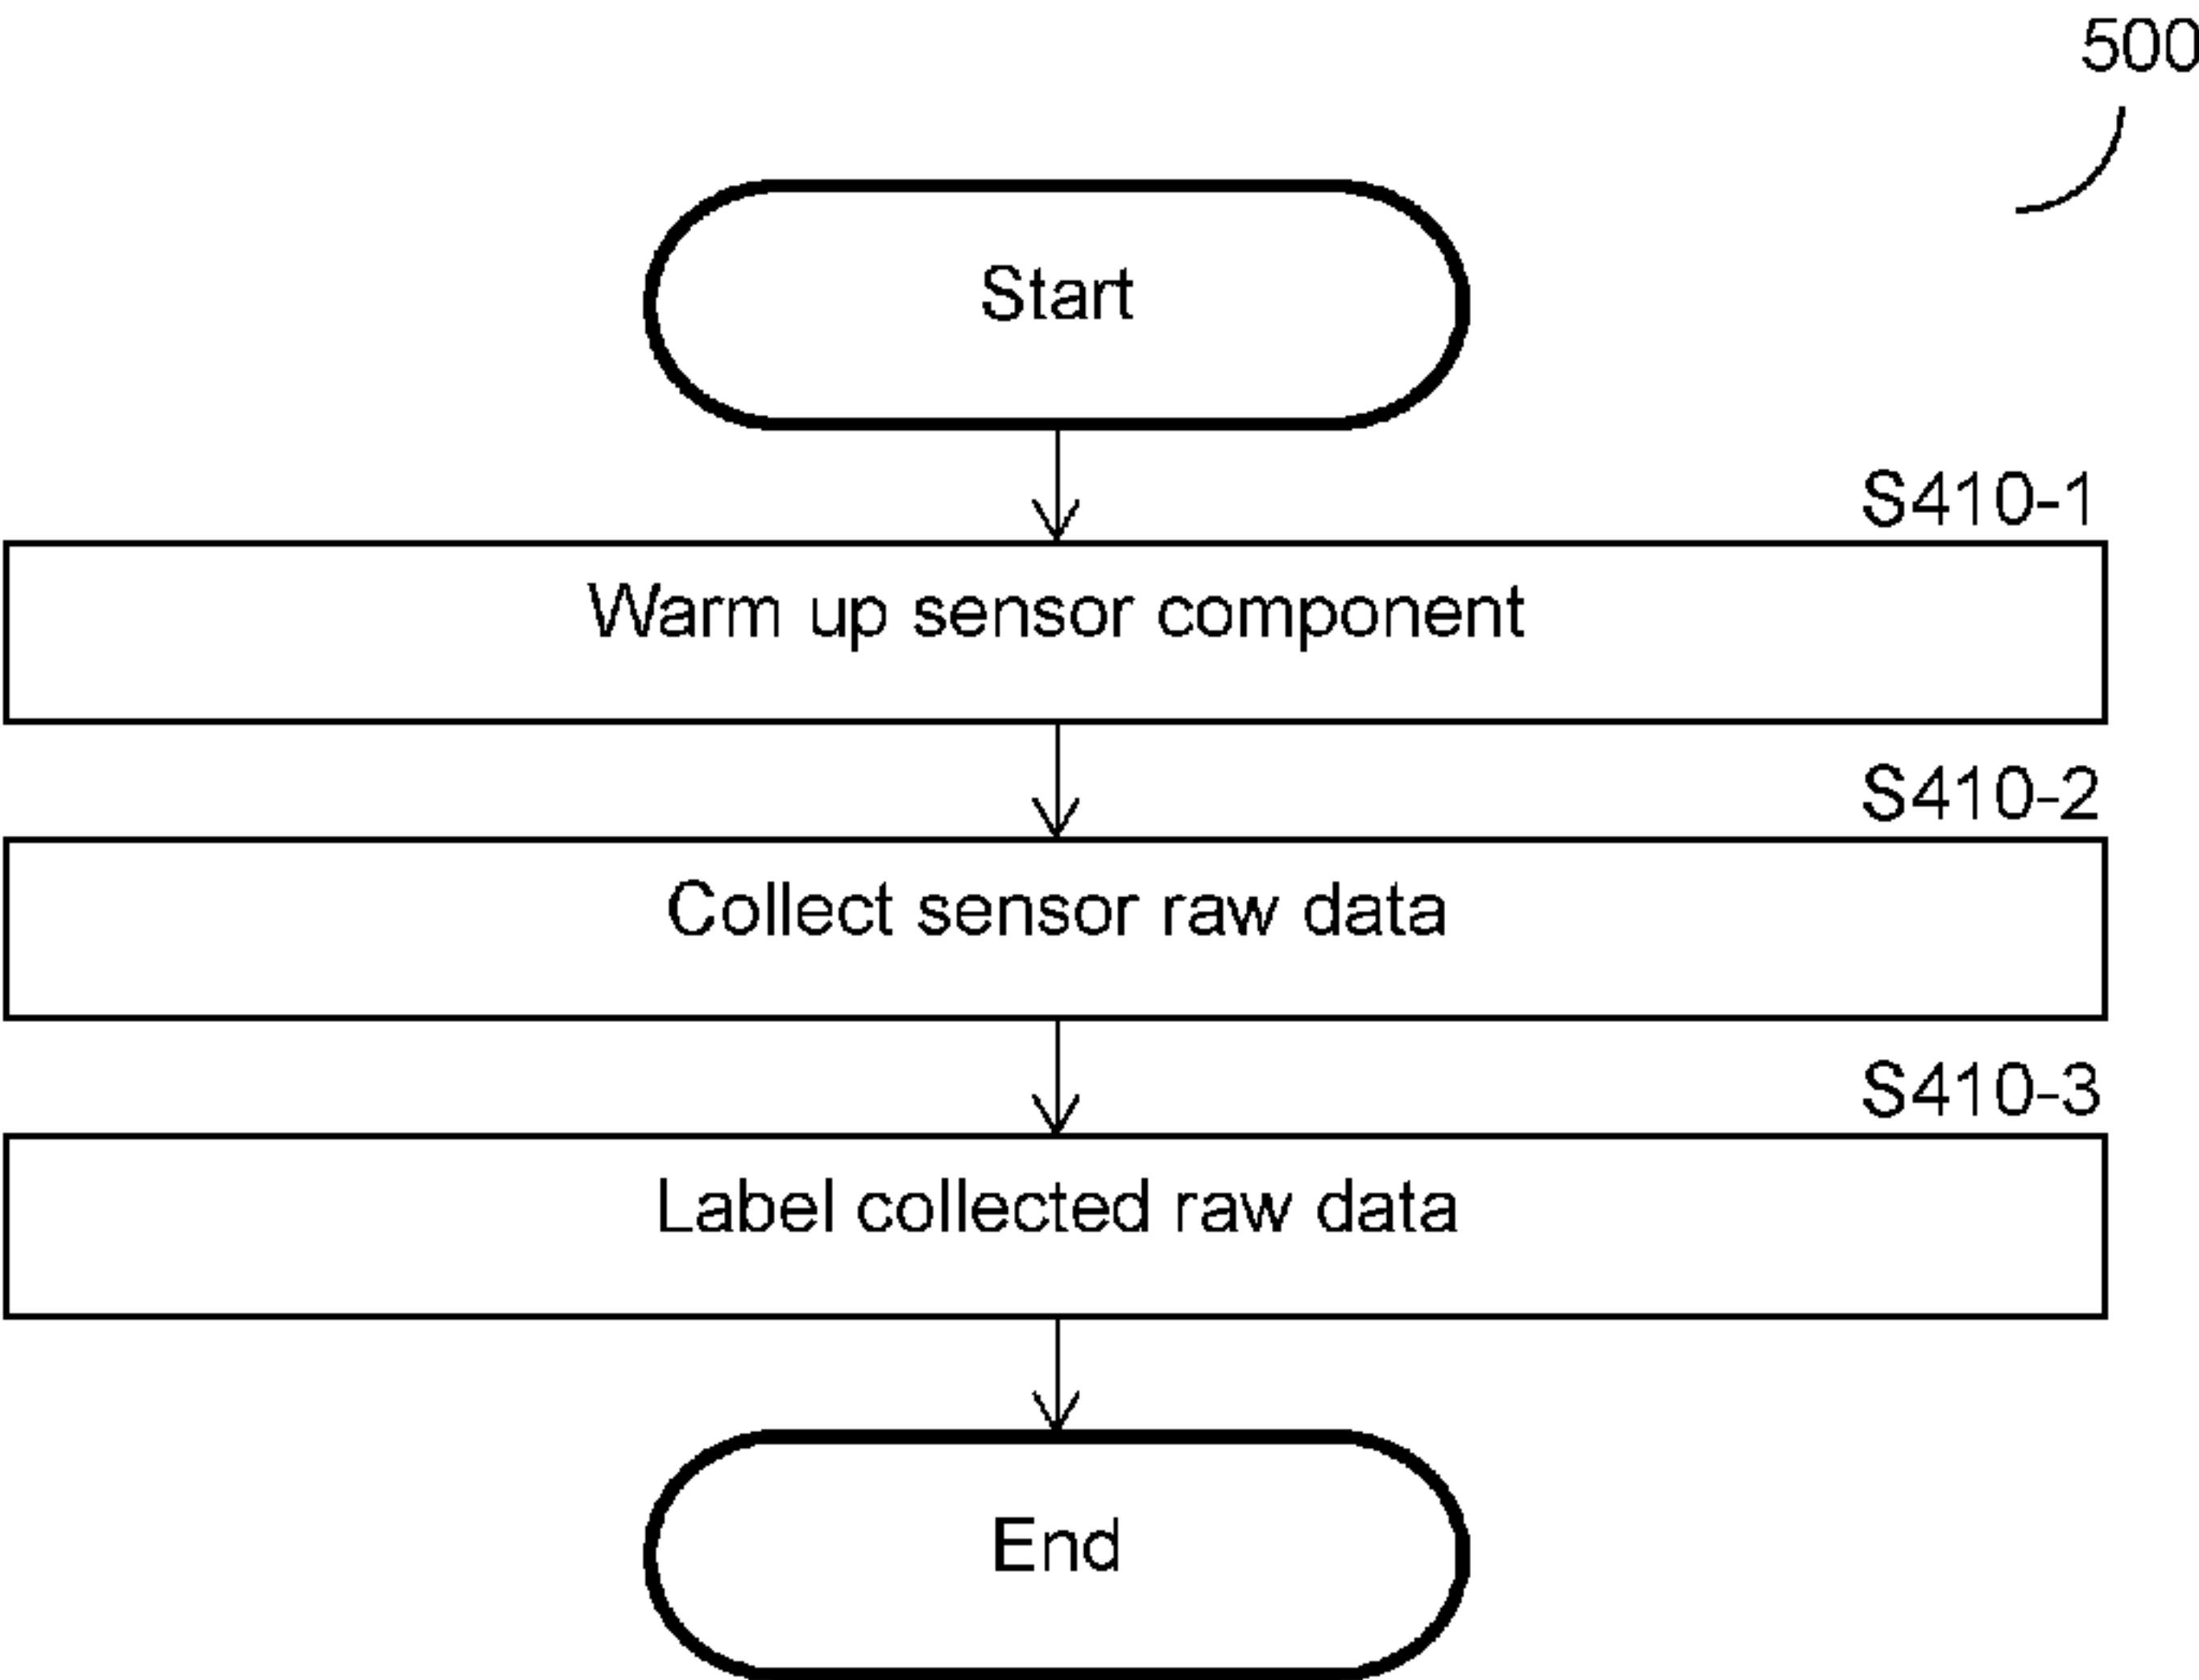 500
Start
S410-1
Warm up sensor component
S410-2
Collect sensor raw data
S410-3
Label collected raw data
End